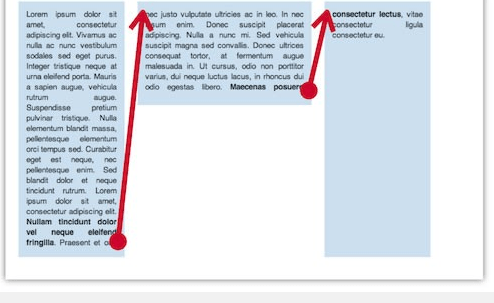 Lorem ipsum dolor sit
amet, consectetur
adipiscing elit. Vivamus ac
nulla ac nunc vestibulum
sodales sed eget purus.
Integer tristique neque at
urna eleifend porta. Mauris
a sapien augue, vehicula
rutrum augue.
Suspendisse pretium
pulvinar tristique. Nulla
elementum blandit massa,
pellentesque elementum
orci tempus sed. Curabitur
eget est neque, nec
pellentesque enim. Sed
blandit dolor et neque
tincidunt rutrum. Lorem
ipsum dolor sit amet,
consectetur adipiscing elit.
Nullam tincidunt dolor
vel neque eleifend
fringilla. Praesent et
nec justo vulputate ultricies ac in leo. In nec
ipsum enim. Donec suscipit placerat
adipiscing. Nulla a nunc mi. Sed vehicula
suscipit magna sed convallis. Donec ultrices
consequat tortor, at fermentum augue
malesuada in. Ut cursus, odio non porttitor
varius, dui neque luctus lacus, in rhoncus dui
odio egestas libero. Maecenas posuere
consectetur lectus, vitae
consectetur ligula
consectetur eu.